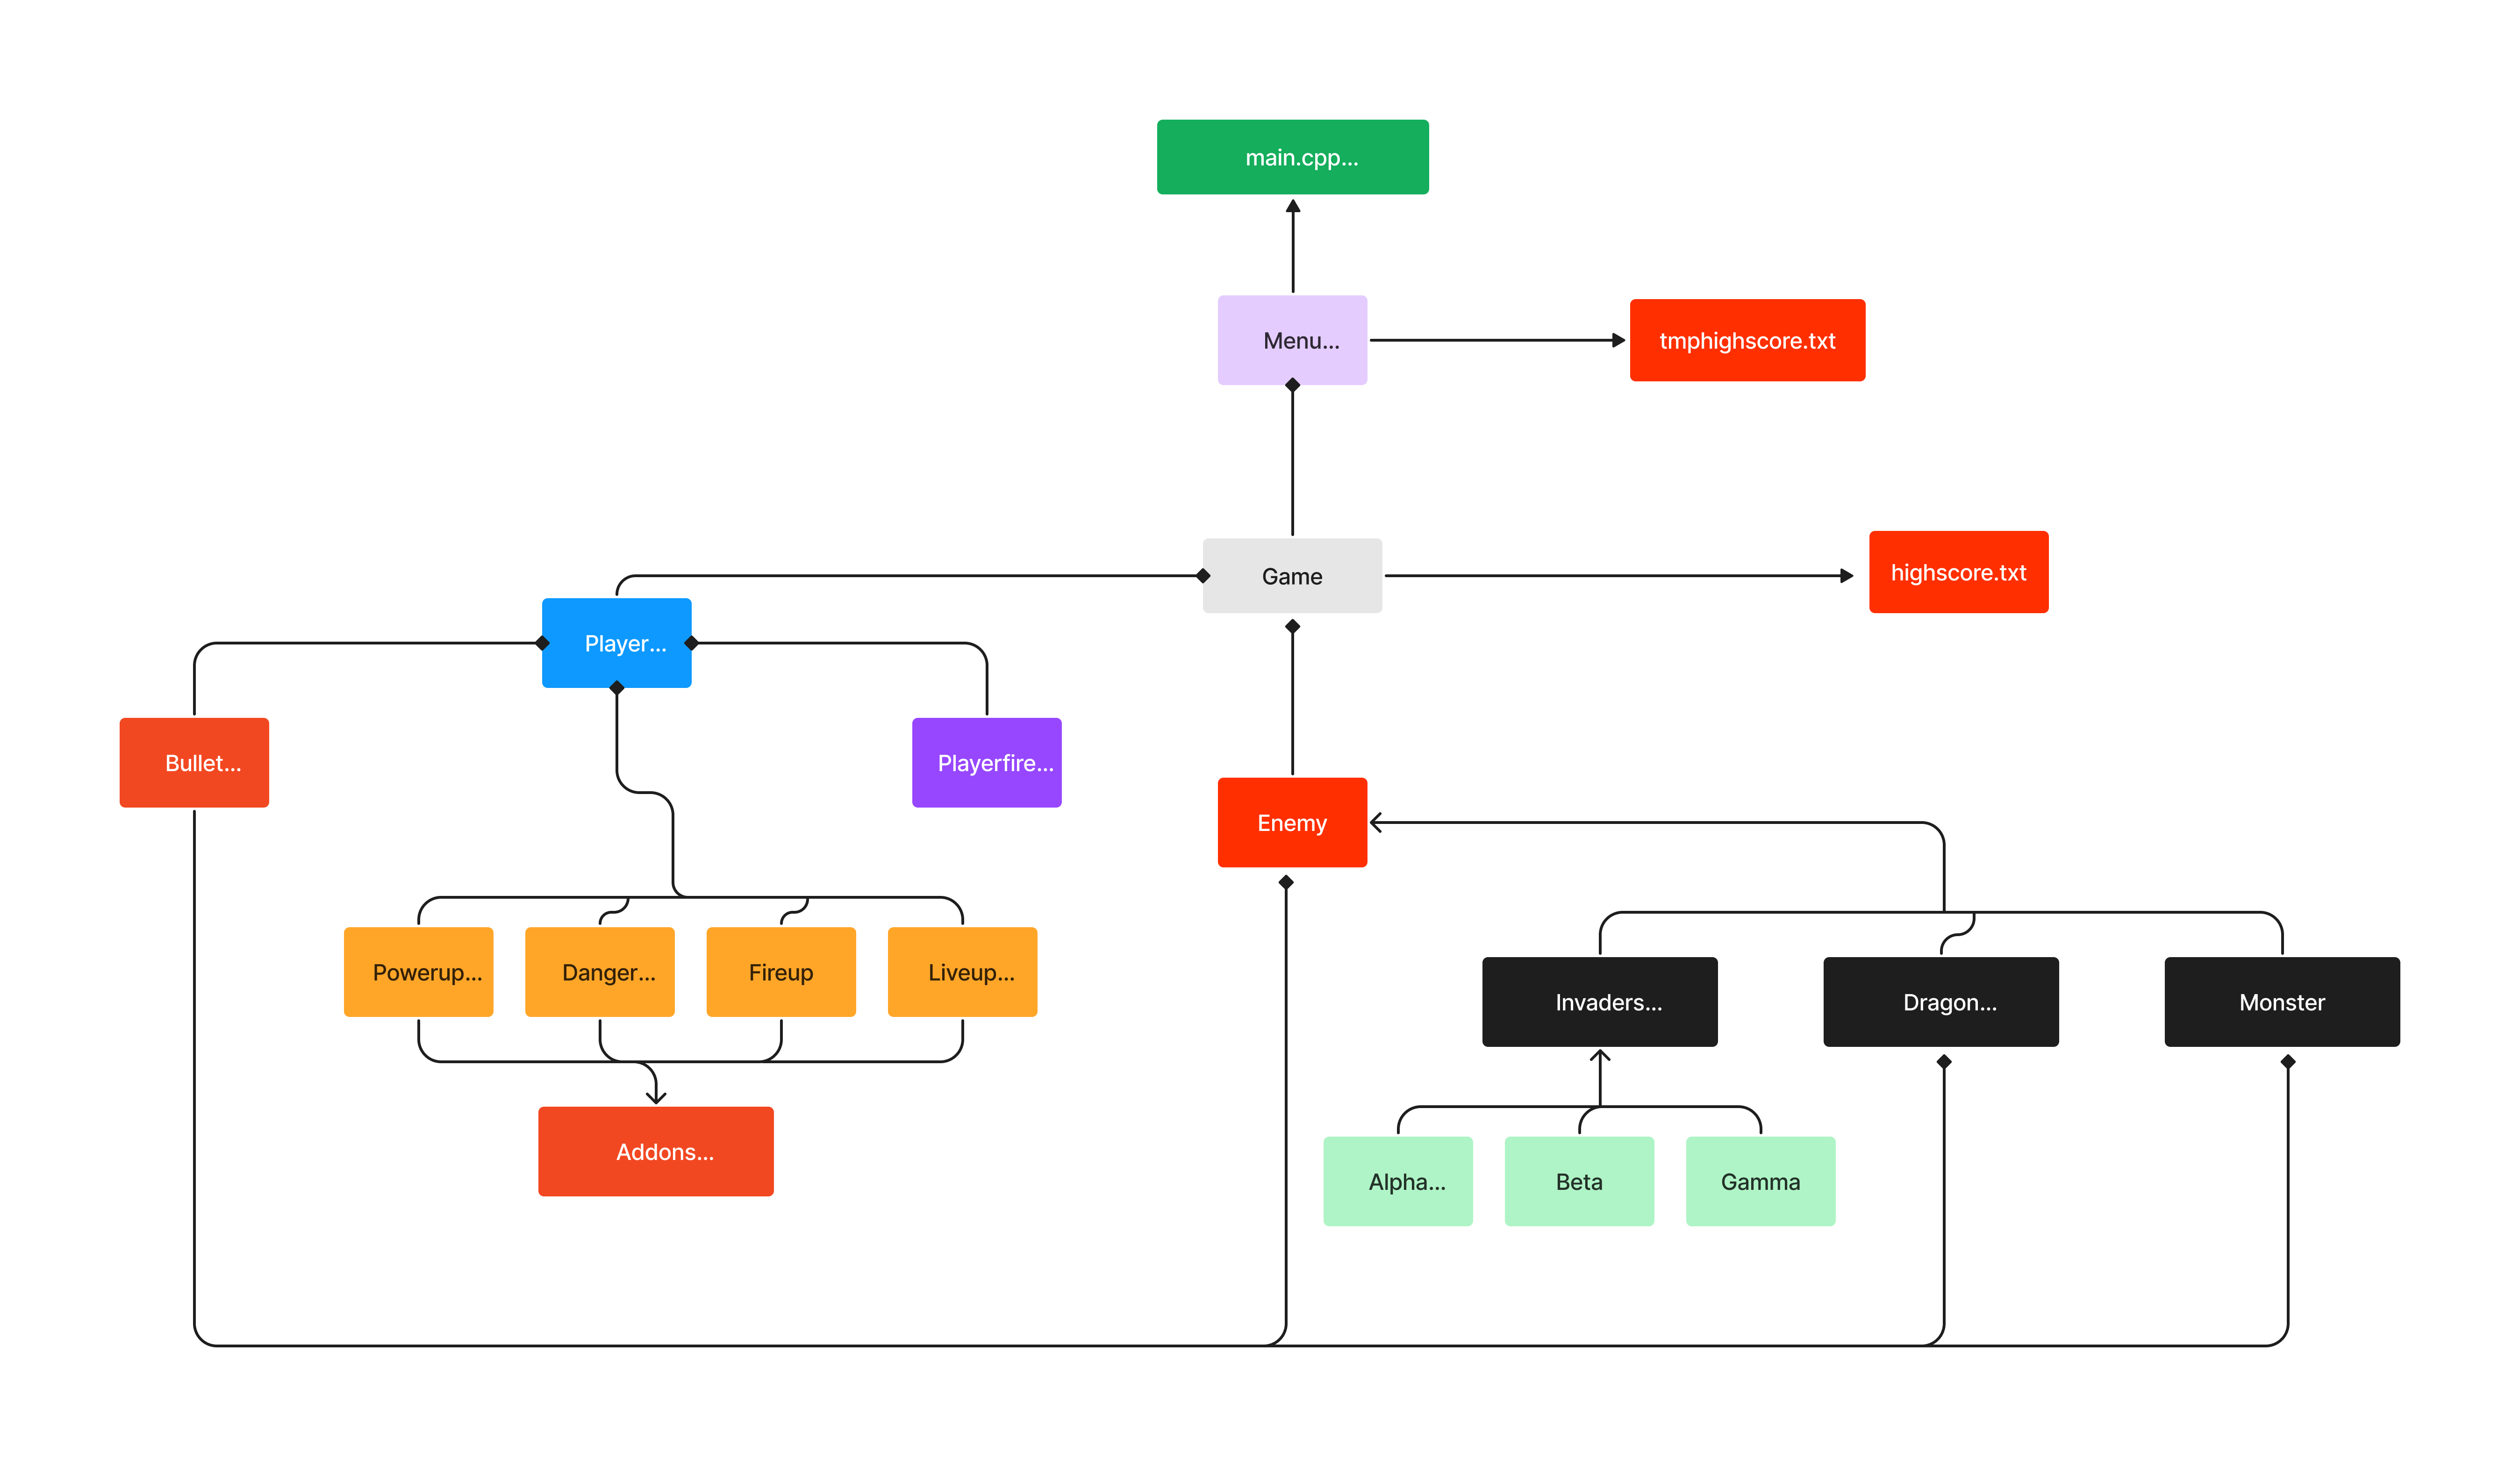 main.cpp...
Menu...
tmphighscore.txt
Game
highscore.txt
Player...
Bullet...
Playerfire...
Enemy
Powerup...
Danger...
Fireup
Liveup...
Invaders...
Dragon...
Monster
Addons...
Alpha...
Beta
Gamma